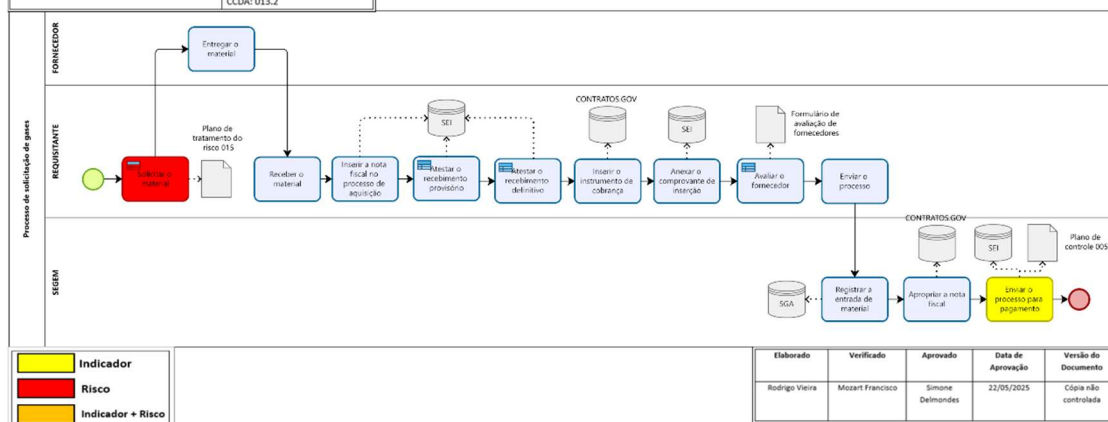 CCDA: 013.2
Processo de solicitação de gases
FORNECEDOR
Entregar o
material
REQUISITANTE
Solicitar o
material
Plano de
tratamento do
risco 015
Receber o
material
Inserir a nota
fiscal no
processo de
aquisição
SEI
Atestar o
recebimento
provisório
Atestar o
recebimento
definitivo
CONTRATOS.GOV
Inserir o
instrumento de
cobrança
SEI
Anexar o
comprovante de
inserção
Formulário de
avaliação de
fornecedores
Avaliar o
fornecedor
Enviar o
processo
SEGEM
SGA
Registrar a
entrada de
material
CONTRATOS.GOV
Apropriar a nota
fiscal
SEI
Plano de
controle 005
Enviar o
processo para
pagamento
Indicador
Risco
Indicador + Risco
Elaborado
Verificado
Aprovado
Data de
Aprovação
Versão do
Documento
Rodrigo Vieira
Mozart Francisco
Simone
Delmondes
22/05/2025
Cópia não
controlada